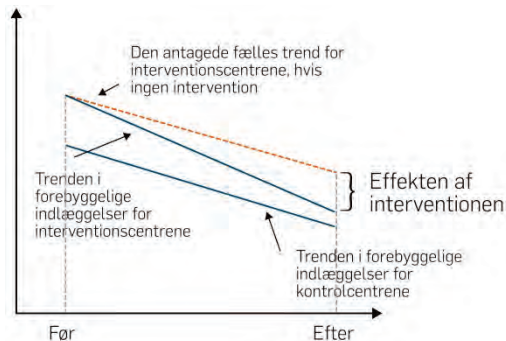 Den antagede fælles trend for
interventionscentrene, hvis
ingen intervention
Trenden i
forebyggelige
indlæggelser for
interventionscentrene
Effekten af
interventionen
Trenden i forebyggelige
indlæggelser for
kontrolcentrene
Før
Efter